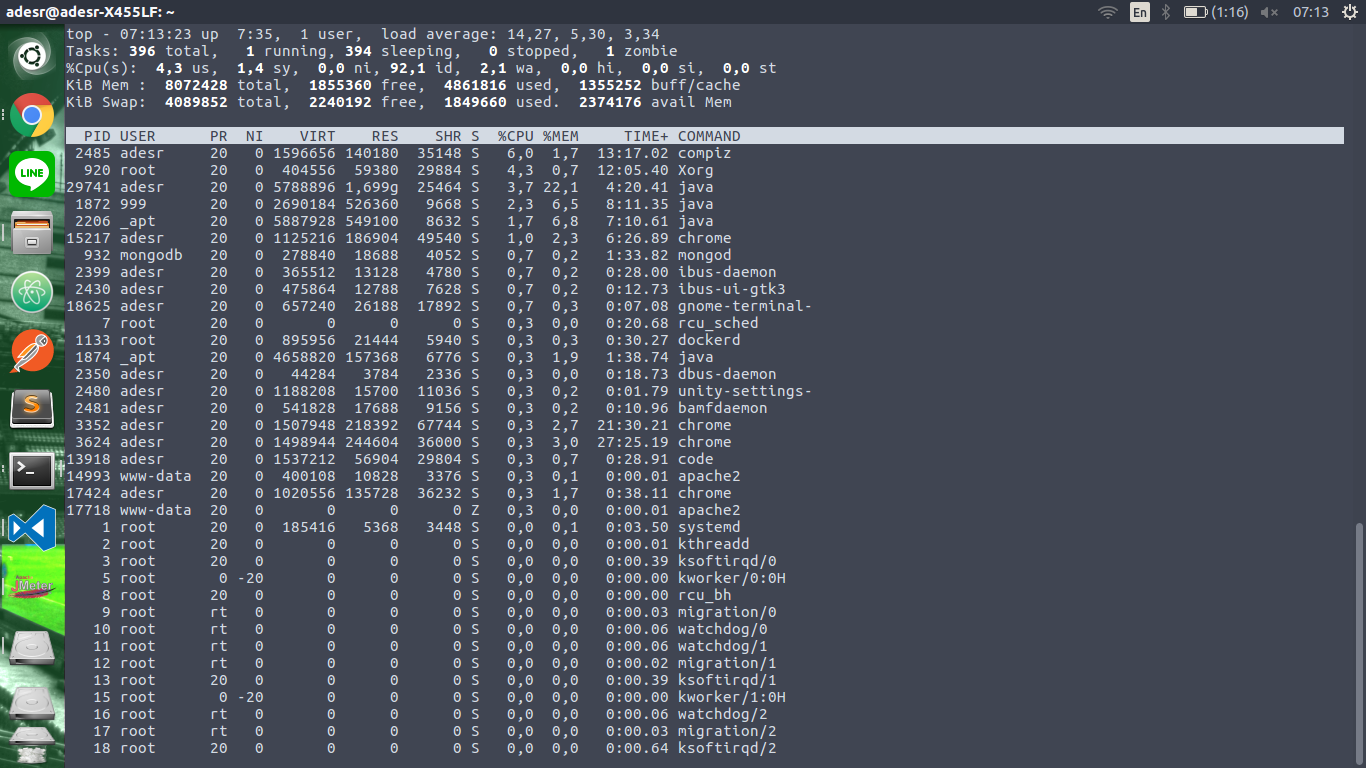 adesr@adesr-X455LF: ~
En
(1:16)
07:13
top - 07:13:23 up  7:35,  1 user,  load average: 14,27, 5,30, 3,34
Tasks: 396 total,   1 running, 394 sleeping,   0 stopped,   1 zombie
%Cpu(s):  4,3 us,  1,4 sy,  0,0 ni, 92,1 id,  2,1 wa,  0,0 hi,  0,0 si,  0,0 st
KiB Mem :  8072428 total,  1855360 free,  4861816 used,  1355252 buff/cache
KiB Swap:  4089852 total,  2240192 free,  1849660 used.  2374176 avail Mem
PID USER      PR  NI    VIRT    RES    SHR S  %CPU %MEM     TIME+ COMMAND
2485 adesr     20   0 1596656 140180  35148 S   6,0  1,7  13:17.02 compiz
920 root      20   0  404556  59380  29884 S   4,3  0,7  12:05.40 Xorg
29741 adesr     20   0 5788896 1,699g  25464 S   3,7 22,1   4:20.41 java
1872 999       20   0 2690184 526360   9668 S   2,3  6,5   8:11.35 java
2206 _apt      20   0 5887928 549100   8632 S   1,7  6,8   7:10.61 java
15217 adesr     20   0 1125216 186904  49540 S   1,0  2,3   6:26.89 chrome
932 mongodb   20   0  278840  18688   4052 S   0,7  0,2   1:33.82 mongod
2399 adesr     20   0  365512  13128   4780 S   0,7  0,2   0:28.00 ibus-daemon
2430 adesr     20   0  475864  12788   7628 S   0,7  0,2   0:12.73 ibus-ui-gtk3
18625 adesr     20   0  657240  26188  17892 S   0,7  0,3   0:07.08 gnome-terminal-
7 root      20   0       0      0      0 S   0,3  0,0   0:20.68 rcu_sched
1133 root      20   0  895956  21444   5940 S   0,3  0,3   0:30.27 dockerd
1874 _apt      20   0 4658820 157368   6776 S   0,3  1,9   1:38.74 java
2350 adesr     20   0   44284   3784   2336 S   0,3  0,0   0:18.73 dbus-daemon
2480 adesr     20   0 1188208  15700  11036 S   0,3  0,2   0:01.79 unity-settings-
2481 adesr     20   0  541828  17688   9156 S   0,3  0,2   0:10.96 bamfdaemon
3352 adesr     20   0 1507948 218392  67744 S   0,3  2,7  21:30.21 chrome
3624 adesr     20   0 1498944 244604  36000 S   0,3  3,0  27:25.19 chrome
13918 adesr     20   0 1537212  56904  29804 S   0,3  0,7   0:28.91 code
14993 www-data  20   0  400108  10828   3376 S   0,3  0,1   0:00.01 apache2
17424 adesr     20   0 1020556 135728  36232 S   0,3  1,7   0:38.11 chrome
17718 www-data  20   0       0      0      0 Z   0,3  0,0   0:00.01 apache2
1 root      20   0  185416   5368   3448 S   0,0  0,1   0:03.50 systemd
2 root      20   0       0      0      0 S   0,0  0,0   0:00.01 kthreadd
3 root      20   0       0      0      0 S   0,0  0,0   0:00.39 ksoftirqd/0
5 root       0 -20       0      0      0 S   0,0  0,0   0:00.00 kworker/0:0H
8 root      20   0       0      0      0 S   0,0  0,0   0:00.00 rcu_bh
9 root      rt   0       0      0      0 S   0,0  0,0   0:00.03 migration/0
10 root      rt   0       0      0      0 S   0,0  0,0   0:00.06 watchdog/0
11 root      rt   0       0      0      0 S   0,0  0,0   0:00.06 watchdog/1
12 root      rt   0       0      0      0 S   0,0  0,0   0:00.02 migration/1
13 root      20   0       0      0      0 S   0,0  0,0   0:00.39 ksoftirqd/1
15 root       0 -20       0      0      0 S   0,0  0,0   0:00.00 kworker/1:0H
16 root      rt   0       0      0      0 S   0,0  0,0   0:00.06 watchdog/2
17 root      rt   0       0      0      0 S   0,0  0,0   0:00.03 migration/2
18 root      20   0       0      0      0 S   0,0  0,0   0:00.64 ksoftirqd/2
LINE
S
>_
Meter